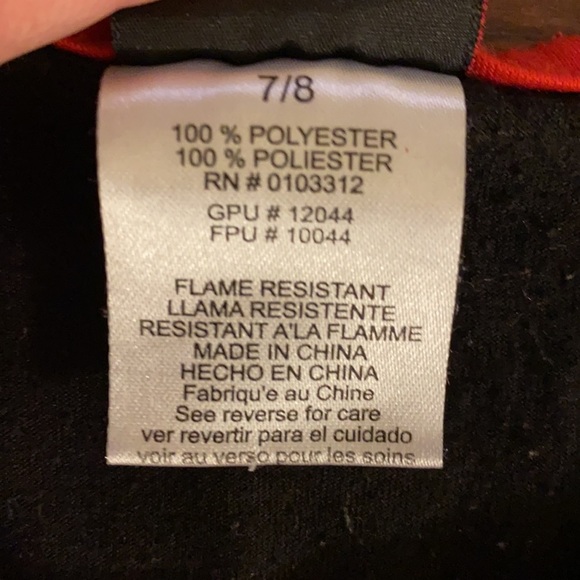 7/8
100 % POLYESTER
100 % POLIESTER
RN # 0103312
GPU # 12044
FPU # 10044
FLAME RESISTANT
LLAMA RESISTENTE
RESISTANT A'LA FLAMME
MADE IN CHINA
HECHO EN CHINA
Fabriqu'e au Chine
See reverse for care
ver revertir para el cuidado
voir au verso pour les soins